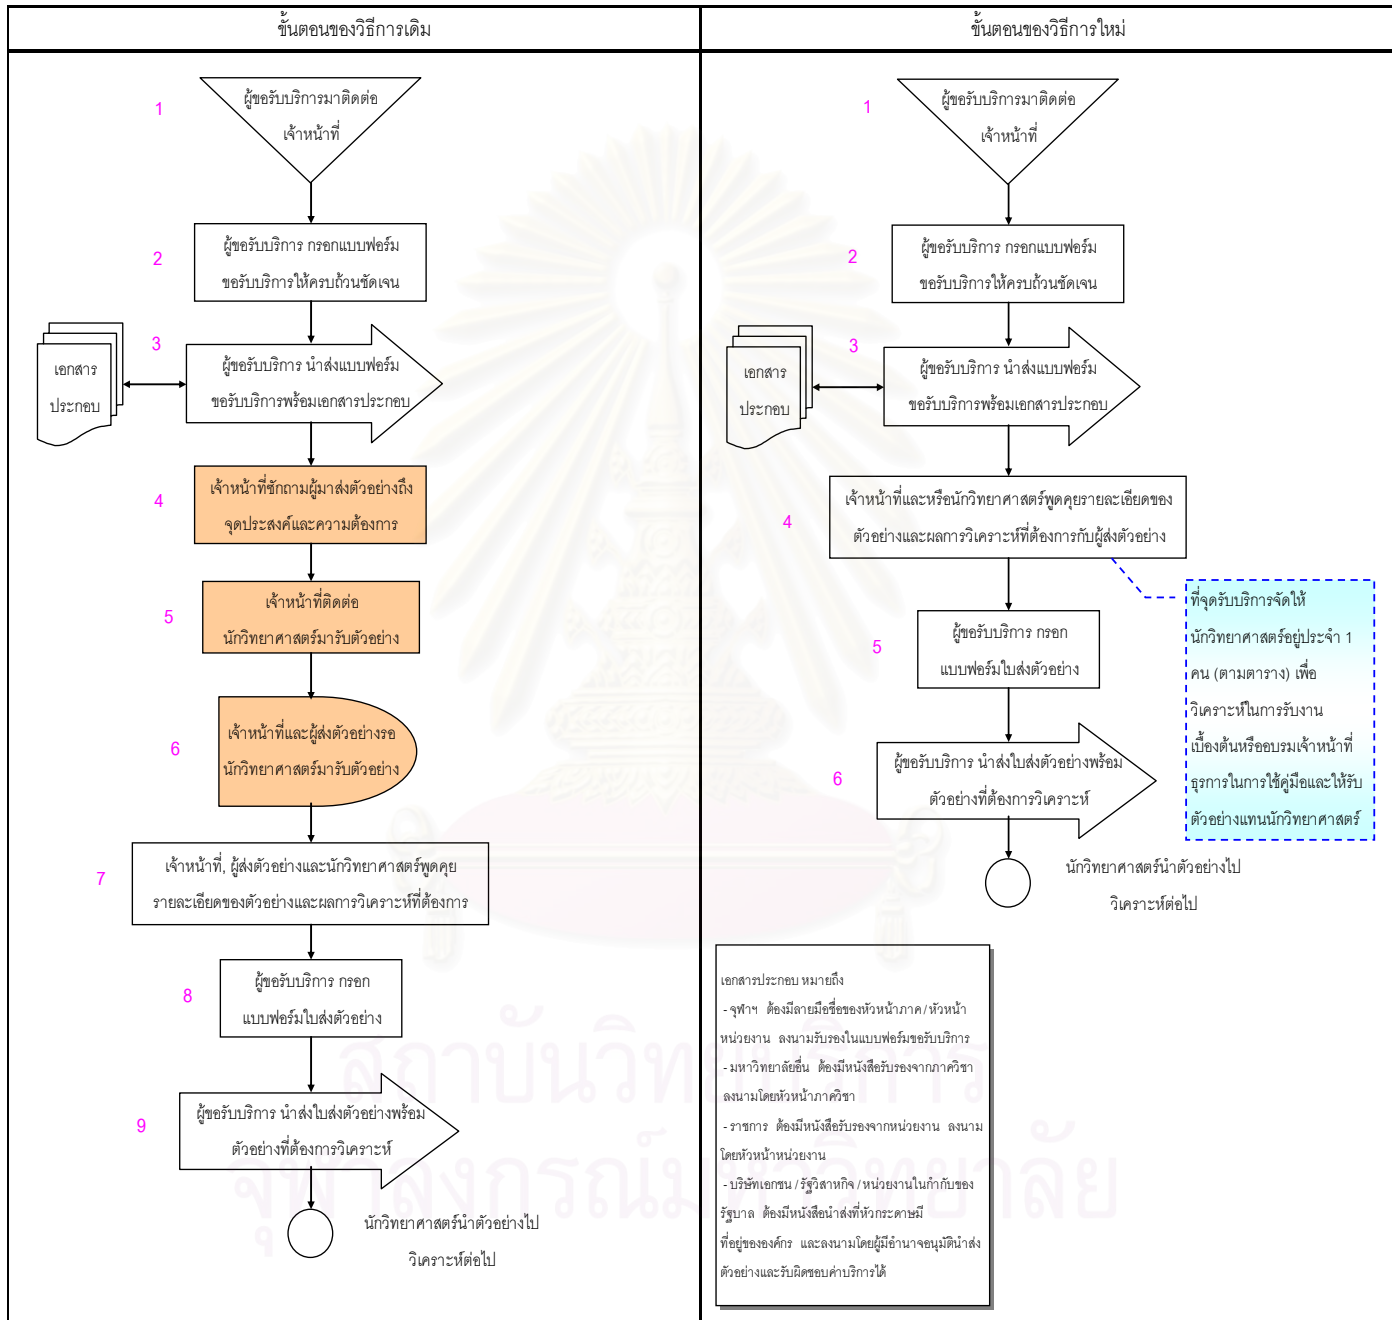 ขั้นตอนของวิธีการเดิม
1
ผู้ขอรับบริการมาติดต่อ
เจ้าหน้าที่
2
ผู้ขอรับบริการ กรอกแบบฟอร์ม
ขอรับบริการให้ครบถ้วนชัดเจน
3
เอกสาร
ประกอบ
ผู้ขอรับบริการ นำส่งแบบฟอร์ม
ขอรับบริการพร้อมเอกสารประกอบ
4
เจ้าหน้าที่ซักถามผู้มาส่งตัวอย่างถึง
จุดประสงค์และความต้องการ
5
เจ้าหน้าที่ติดต่อ
นักวิทยาศาสตร์มารับตัวอย่าง
6
เจ้าหน้าที่และผู้ส่งตัวอย่างรอ
นักวิทยาศาสตร์มารับตัวอย่าง
7
เจ้าหน้าที่, ผู้ส่งตัวอย่างและนักวิทยาศาสตร์พูดคุย
รายละเอียดของตัวอย่างและผลการวิเคราะห์ที่ต้องการ
8
ผู้ขอรับบริการ กรอก
แบบฟอร์มใบส่งตัวอย่าง
9
ผู้ขอรับบริการ นำส่งใบส่งตัวอย่างพร้อม
ตัวอย่างที่ต้องการวิเคราะห์
นักวิทยาศาสตร์นำตัวอย่างไป
วิเคราะห์ต่อไป
ขั้นตอนของวิธีการใหม่
1
ผู้ขอรับบริการมาติดต่อ
เจ้าหน้าที่
2
ผู้ขอรับบริการ กรอกแบบฟอร์ม
ขอรับบริการให้ครบถ้วนชัดเจน
3
เอกสาร
ประกอบ
ผู้ขอรับบริการ นำส่งแบบฟอร์ม
ขอรับบริการพร้อมเอกสารประกอบ
4
เจ้าหน้าที่และหรือนักวิทยาศาสตร์พูดคุยรายละเอียดของ
ตัวอย่างและผลการวิเคราะห์ที่ต้องการกับผู้ส่งตัวอย่าง
ที่จุดรับบริการจัดให้
นักวิทยาศาสตร์อยู่ประจำ 1
คน (ตามตาราง) เพื่อ
วิเคราะห์ในการรับงาน
เบื้องต้นหรืออบรมเจ้าหน้าที่
ธุรการในการใช้คู่มือและให้รับ
ตัวอย่างแทนนักวิทยาศาสตร์
5
ผู้ขอรับบริการ กรอก
แบบฟอร์มใบส่งตัวอย่าง
6
ผู้ขอรับบริการ นำส่งใบส่งตัวอย่างพร้อม
ตัวอย่างที่ต้องการวิเคราะห์
นักวิทยาศาสตร์นำตัวอย่างไป
วิเคราะห์ต่อไป
เอกสารประกอบ หมายถึง
- จุฬาฯ ต้องมีลายมือชื่อของหัวหน้าภาค / หัวหน้า
หน่วยงาน ลงนามรับรองในแบบฟอร์มขอรับบริการ
- มหาวิทยาลัยอื่น ต้องมีหนังสือรับรองจากภาควิชา
ลงนามโดยหัวหน้าภาควิชา
- ราชการ ต้องมีหนังสือรับรองจากหน่วยงาน ลงนาม
โดยหัวหน้าหน่วยงาน
- บริษัทเอกชน / รัฐวิสาหกิจ / หน่วยงานในกำกับของ
รัฐบาล ต้องมีหนังสือนำส่งที่หัวกระดาษมี
ที่อยู่ขององค์กร และลงนามโดยผู้มีอำนาจอนุมัตินำส่ง
ตัวอย่างและรับผิดชอบค่าบริการได้
สถาบันวิทยบริการ
จุฬาลงกรณ์มหาวิทยาลัย